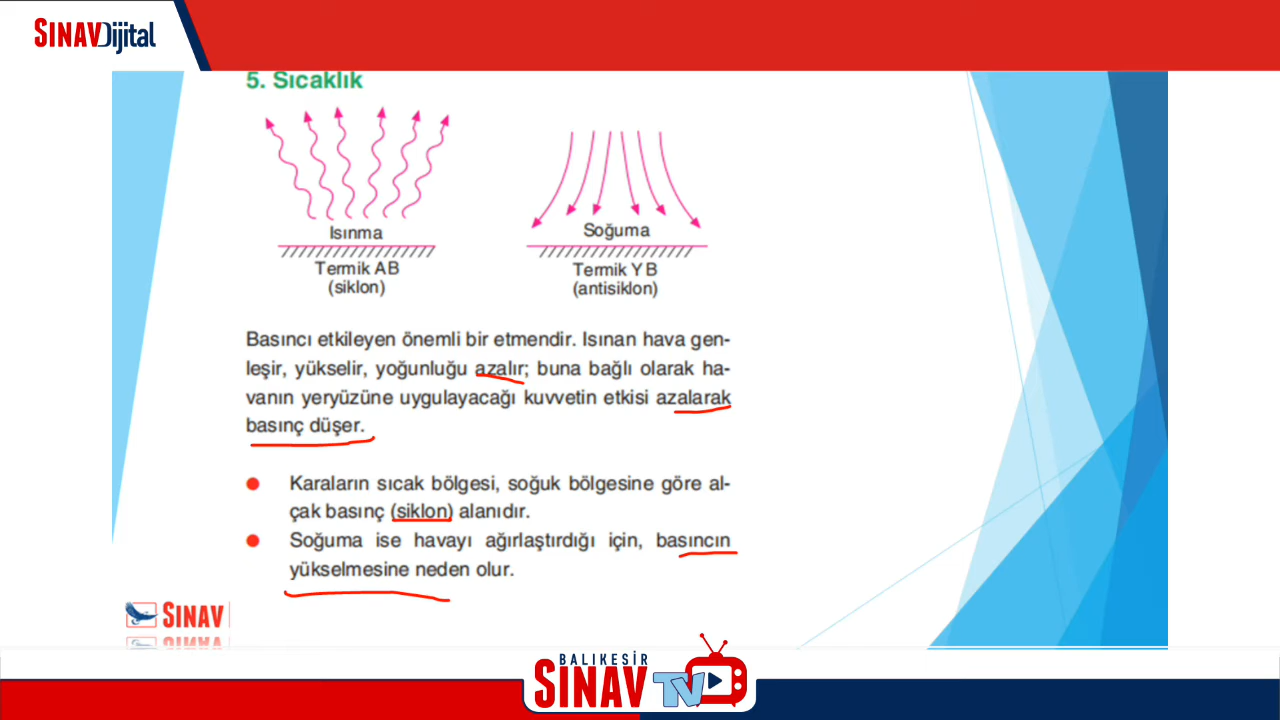 SINAVDijital
5. Sıcaklık
Isınma
Termik AB
(siklon)
Soğuma
Termik YB
(antisiklon)
Basıncı etkileyen önemli bir etmendir. Isınan hava gen-
leşir, yükselir, yoğunluğu azalır; buna bağlı olarak ha-
vanın yeryüzüne uygulayacağı kuvvetin etkisi azalarak
basınç düşer.
Karaların sıcak bölgesi, soğuk bölgesine göre al-
çak basınç (siklon) alanıdır.
Soğuma ise havayı ağırlaştırdığı için, basıncın
yükselmesine neden olur.
SINAV
BALIKESİR
SINAV TV